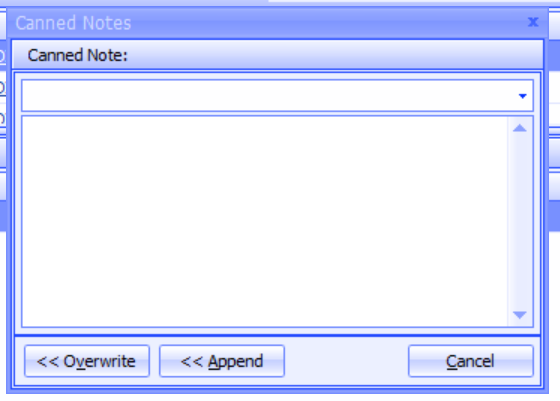 Canned Notes
x
Canned Note:
<< Overwrite
<< Append
Cancel